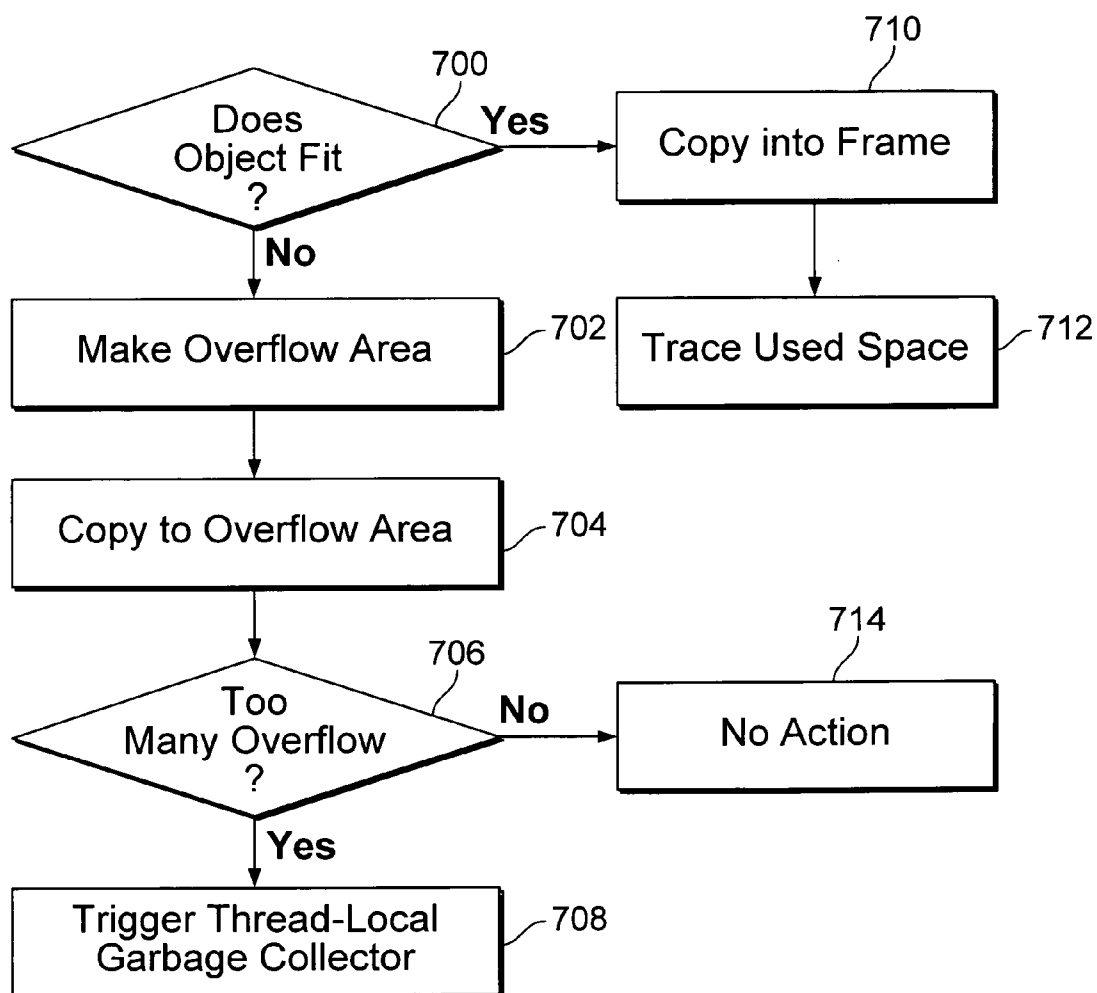 700
Does
Object Fit
?
Yes
No
710
Copy into Frame
Make Overflow Area
702
Trace Used Space
712
Copy to Overflow Area
704
706
Too
Many Overflow
?
No
Yes
714
No Action
Trigger Thread-Local
Garbage Collector
708